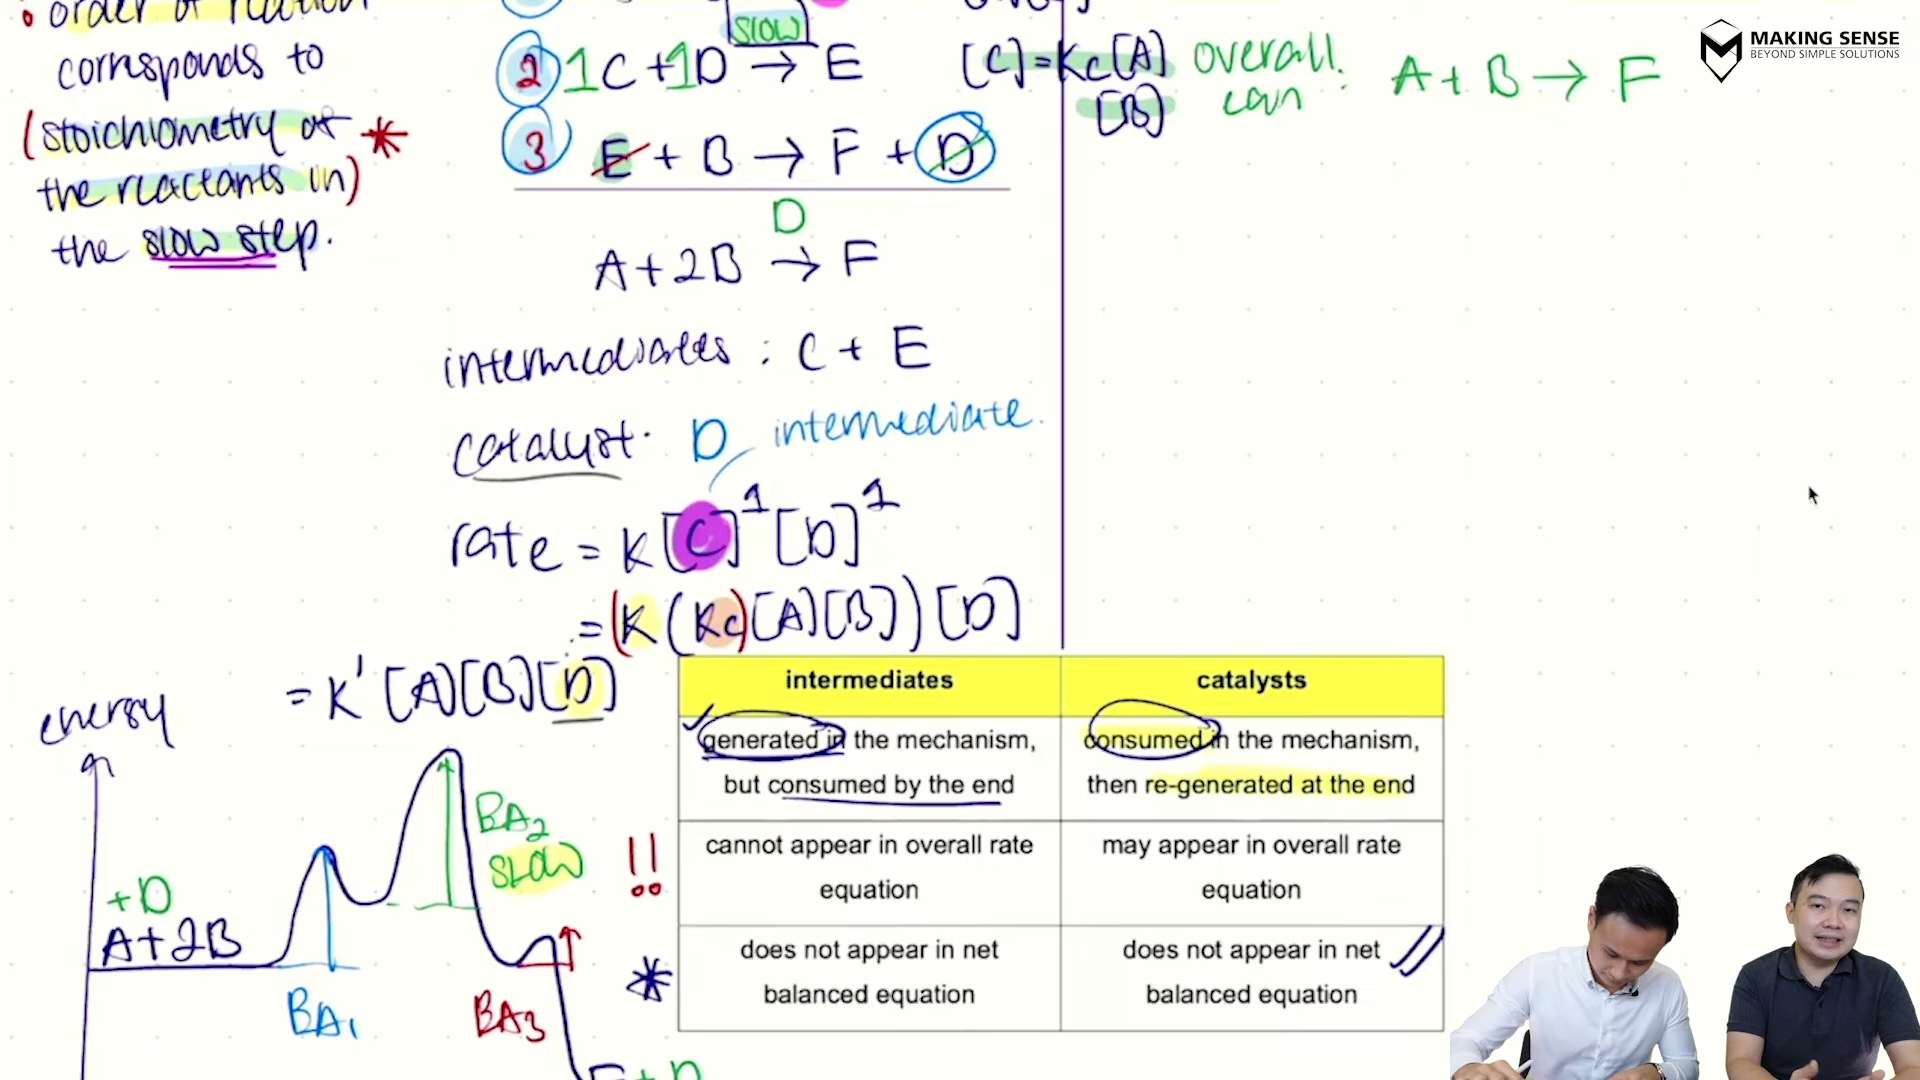 : order of reaction
corresponds to
(stoichiometry of *
the reactants in)
the slow step.
slow
2 1C + 1D → E
3 E + B → F + D
D
A + 2B → F
intermediates : C + E
catalyst. D intermediate.
rate = K [C]¹ [D]¹
= (K (Kc) [A][B]) [D]
= K' [A][B][D]
[C] = Kc[A]
[B]
overall
A + B → F
MAKING SENSE
BEYOND SIMPLE SOLUTIONS
energy
+D
A+2B
BA₁
BA₂
SLOW
BA₃
!!
*
intermediates catalysts
generated in the mechanism, consumed in the mechanism,
but consumed by the end then re-generated at the end
cannot appear in overall rate may appear in overall rate
equation equation
does not appear in net does not appear in net
balanced equation balanced equation